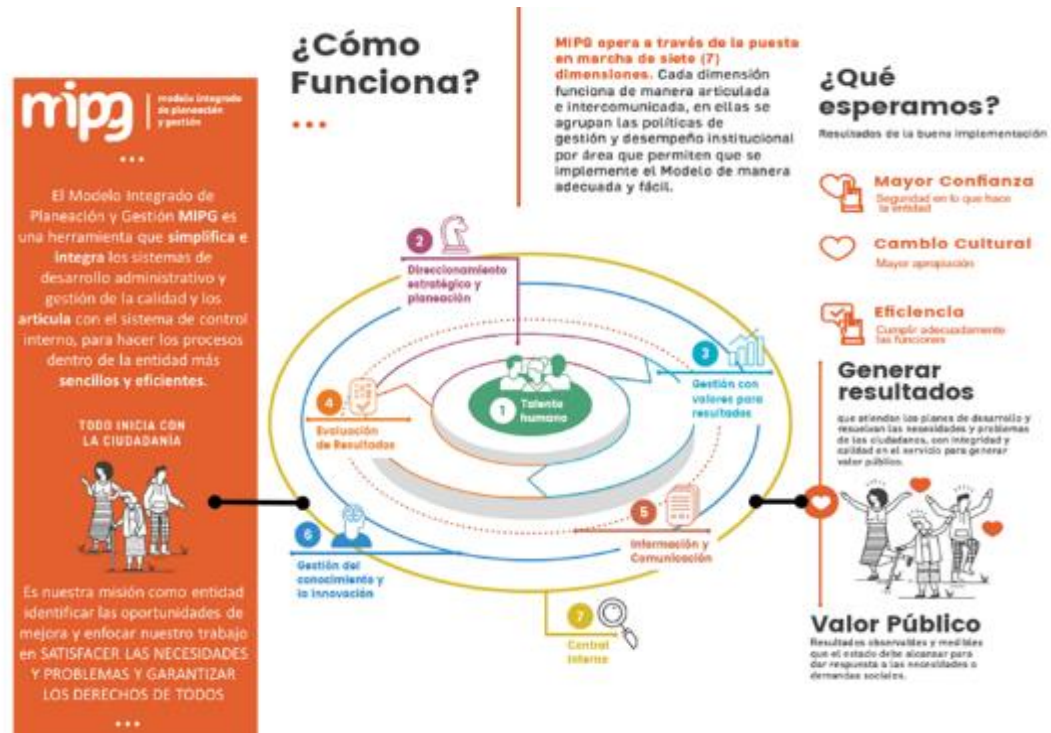 mipg
modelo integrado
de planeación
y gestión
El Modelo Integrado de
Planeación y Gestión MIPG es
una herramienta que simplifica e
integra los sistemas de
desarrollo administrativo y
gestión de la calidad y los
articula con el sistema de control
interno, para hacer los procesos
dentro de la entidad más
sencillos y eficientes.
TODO INICIA CON
LA CIUDADANÍA
Es nuestra misión como entidad
identificar las oportunidades de
mejora y enfocar nuestro trabajo
en SATISFACER LAS NECESIDADES
Y PROBLEMAS Y GARANTIZAR
LOS DERECHOS DE TODOS
¿Cómo
Funciona?
MIPG opera a través de la puesta
en marcha de siete (7)
dimensiones. Cada dimensión
funciona de manera articulada
e intercomunicada, en ellas se
agrupan las políticas de
gestión y desempeño institucional
por área que permiten que se
implemente el Modelo de manera
adecuada y fácil.
2
Direccionamiento
estratégico y
planeación
3
Gestión con
valores para
resultados
1
Talento
humano
4
Evaluación
de Resultados
5
Información y
Comunicación
6
Gestión del
conocimiento y
la innovación
7
Control
Interno
¿Qué
esperamos?
Resultados de la buena implementación
Mayor Confianza
Seguridad en lo que hace
la entidad
Cambio Cultural
Mayor apropiación
Eficiencia
Cumplir adecuadamente
las funciones
Generar
resultados
que atiendan los planes de desarrollo y
resuelvan las necesidades y problemas
de los ciudadanos, con integridad y
calidad en el servicio para generar
valor público.
Valor Público
Resultados observables y medibles
que el estado debe alcanzar para
dar respuesta a las necesidades o
demandas sociales.